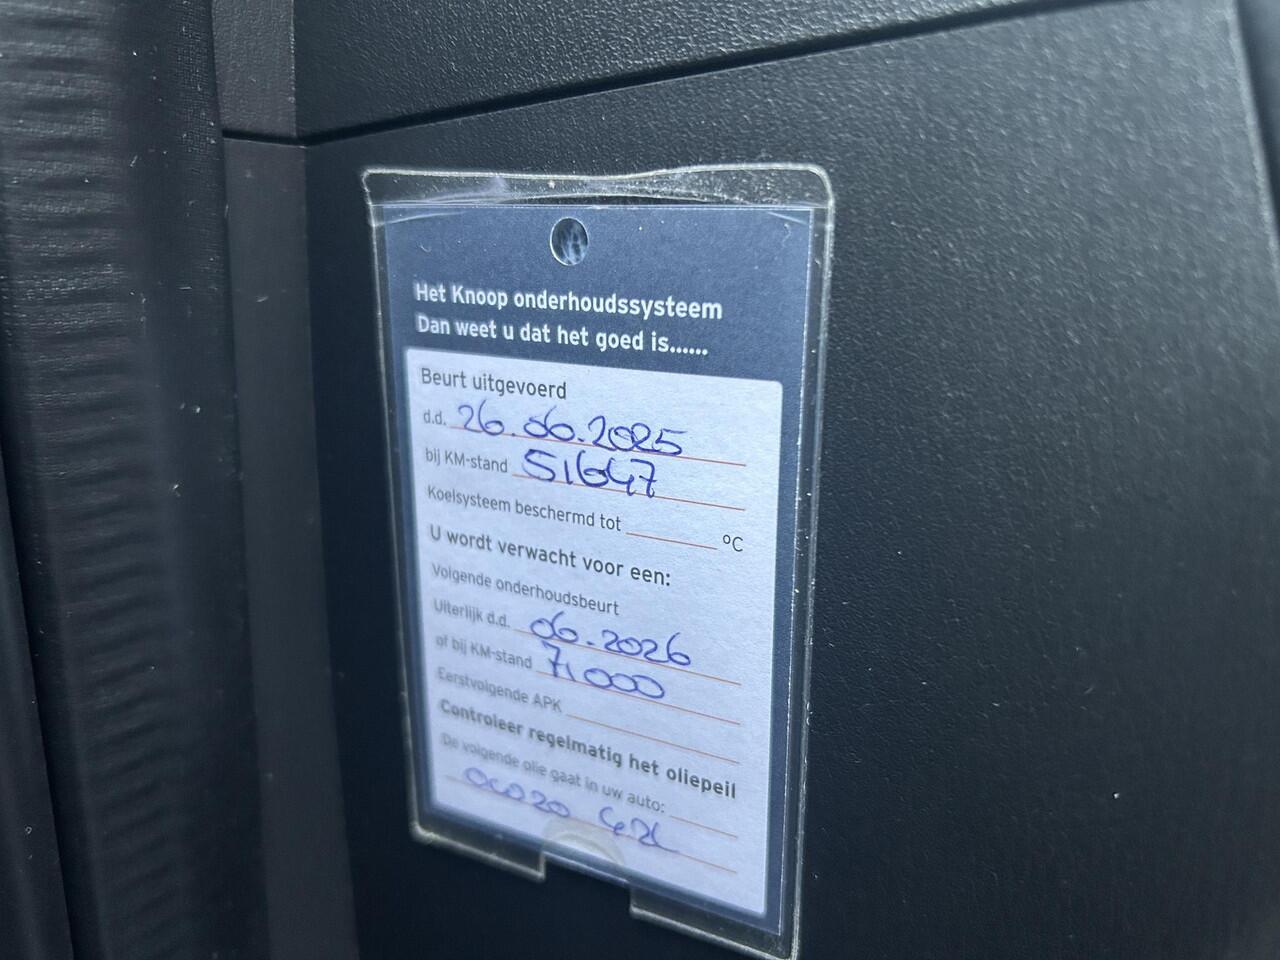 Het Knoop onderhoudssysteem
Dan weet u dat het goed is......
Beurt uitgevoerd
d.d. 26.06.2025
bij KM-stand 51647
Koelsysteem beschermd tot °C
U wordt verwacht voor een:
Volgende onderhoudsbeurt
Uiterlijk d.d. 06.2026
of bij KM-stand 71000
Eerstvolgende APK
Controleer regelmatig het oliepeil
De volgende olie gaat in uw auto:
0W20